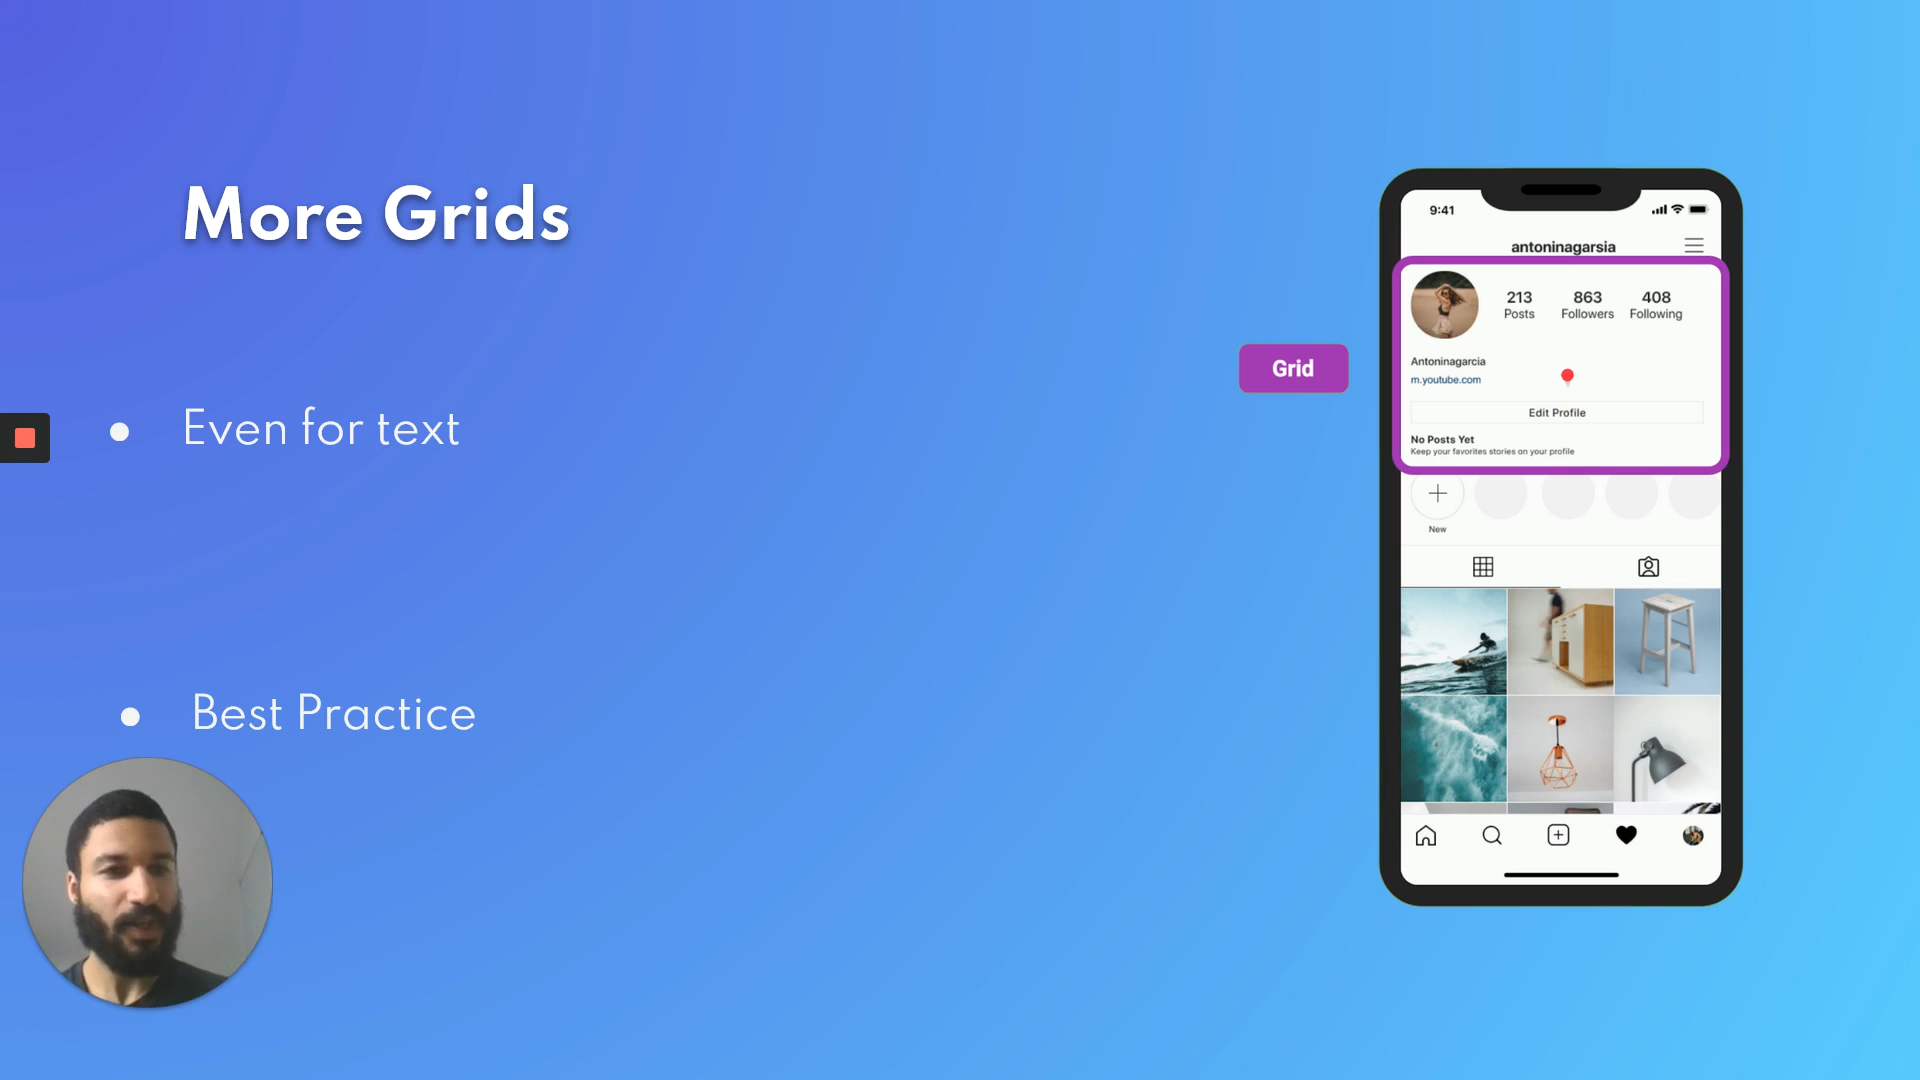 More Grids
Even for text
Best Practice
Grid
9:41
antoninagarsia
213 863 408
Posts Followers Following
Antoninagarcia
m.youtube.com
Edit Profile
No Posts Yet
Keep your favorites stories on your profile
New